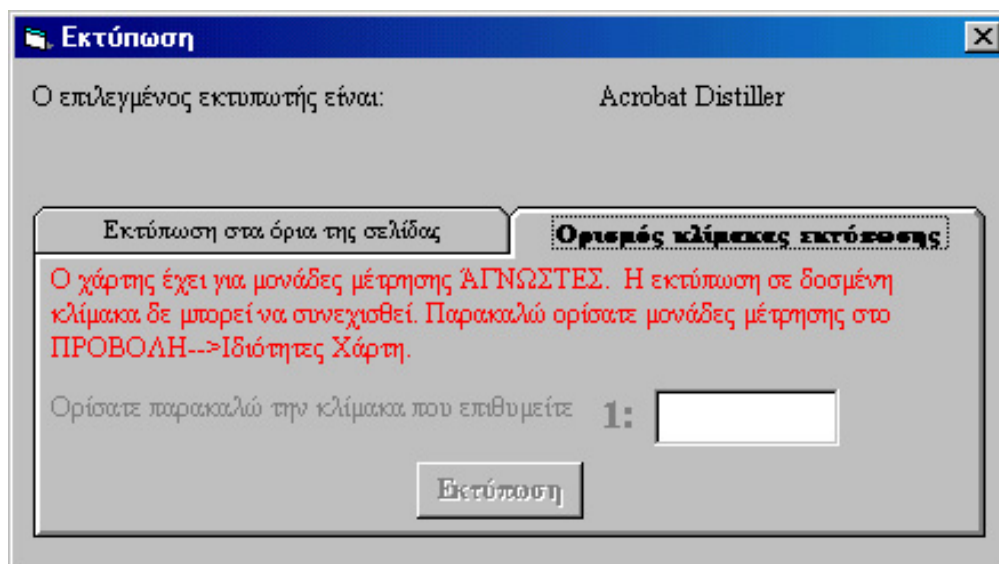 Εκτύπωση
Ο επιλεγμένος εκτυπωτής είναι: Acrobat Distiller
Εκτύπωση στα όρια της σελίδας Ορισμός κλίμακας εκτύπωσης
Ο χάρτης έχει για μονάδες μέτρησης ΆΓΝΩΣΤΕΣ. Η εκτύπωση σε δοσμένη
κλίμακα δε μπορεί να συνεχισθεί. Παρακαλώ ορίσατε μονάδες μέτρησης στο
ΠΡΟΒΟΛΗ-->Ιδιότητες Χάρτη.
Ορίσατε παρακαλώ την κλίμακα που επιθυμείτε 1:
Εκτύπωση